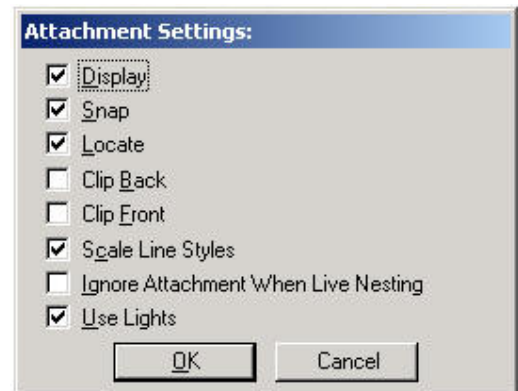 Attachment Settings:
Display
Snap
Locate
Clip Back
Clip Front
Scale Line Styles
Ignore Attachment When Live Nesting
Use Lights
OK Cancel